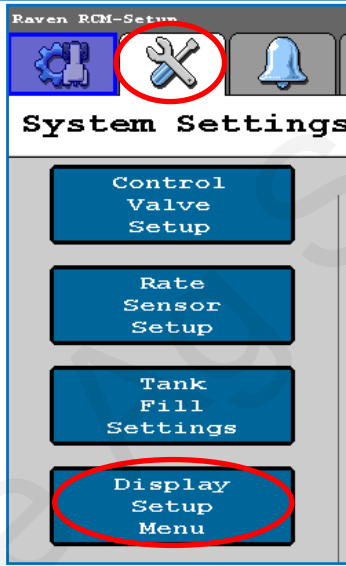 Raven RCM-Setup
System Settings
Control
Valve
Setup
Rate
Sensor
Setup
Tank
Fill
Settings
Display
Setup
Menu